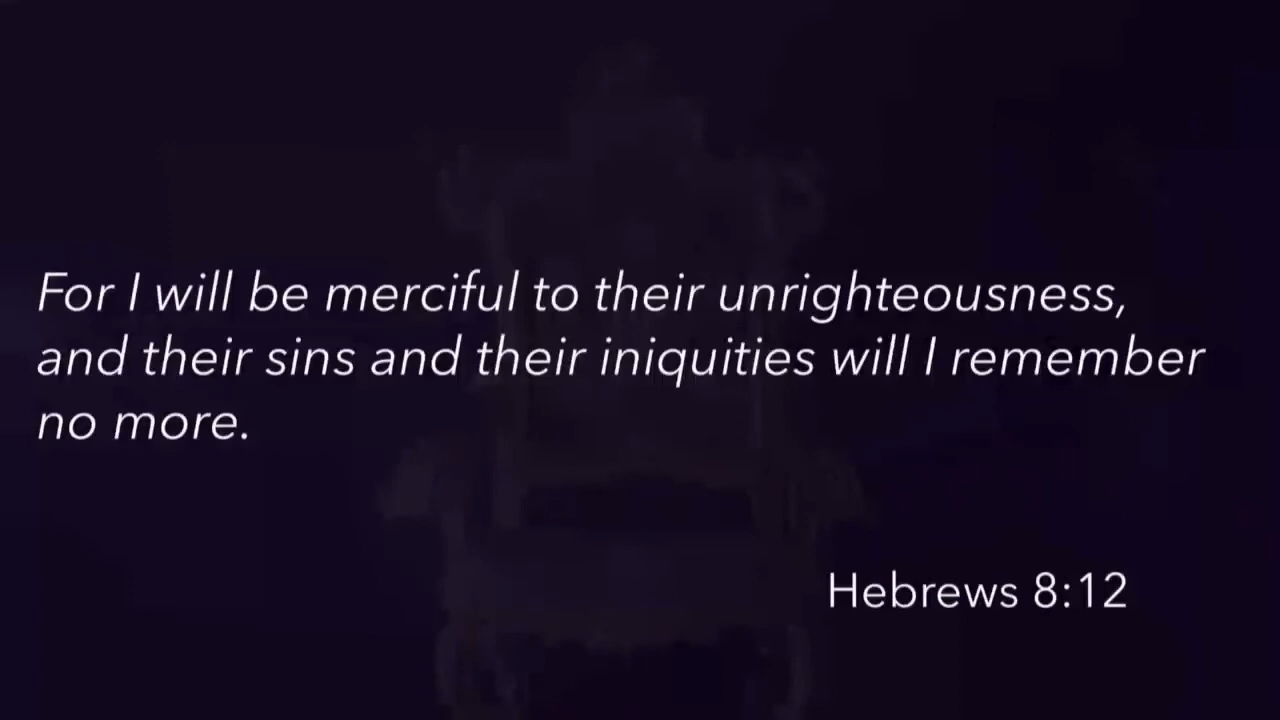 For I will be merciful to their unrighteousness,
and their sins and their iniquities will I remember
no more.
Hebrews 8:12